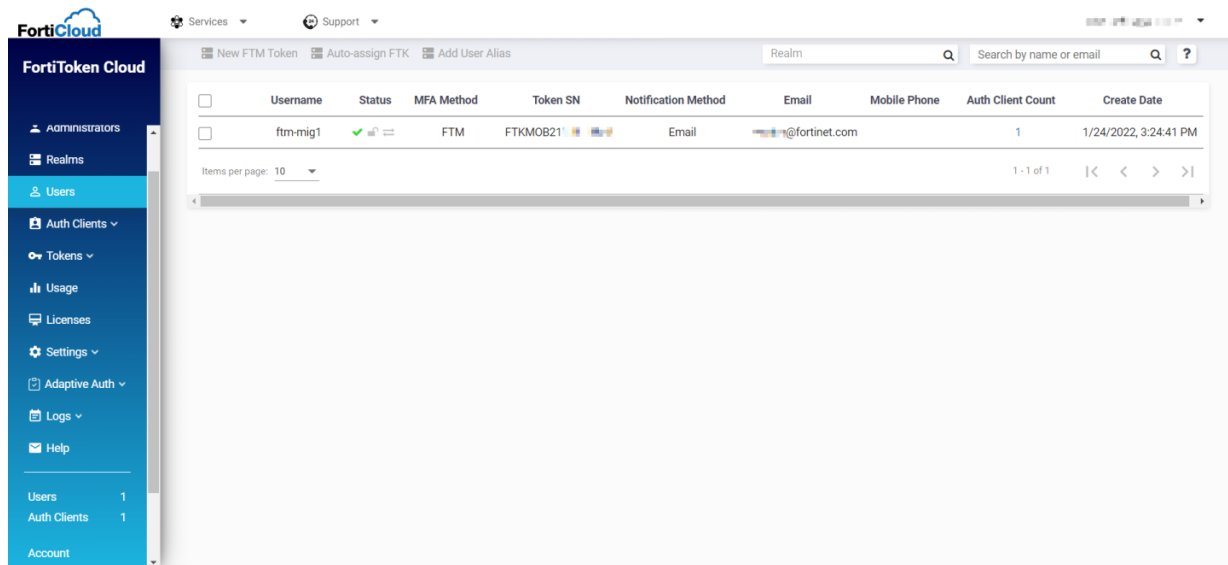 FortiCloud
Services
Support
FortiToken Cloud
New FTM Token Auto-assign FTK Add User Alias Realm Search by name or email ?
Username Status MFA Method Token SN Notification Method Email Mobile Phone Auth Client Count Create Date
ftm-mig1 FTM FTKMOB21 Email @fortinet.com 1 1/24/2022, 3:24:41 PM
Items per page: 10 1 - 1 of 1
Administrators
Realms
Users
Auth Clients
Tokens
Usage
Licenses
Settings
Adaptive Auth
Logs
Help
Users 1
Auth Clients 1
Account